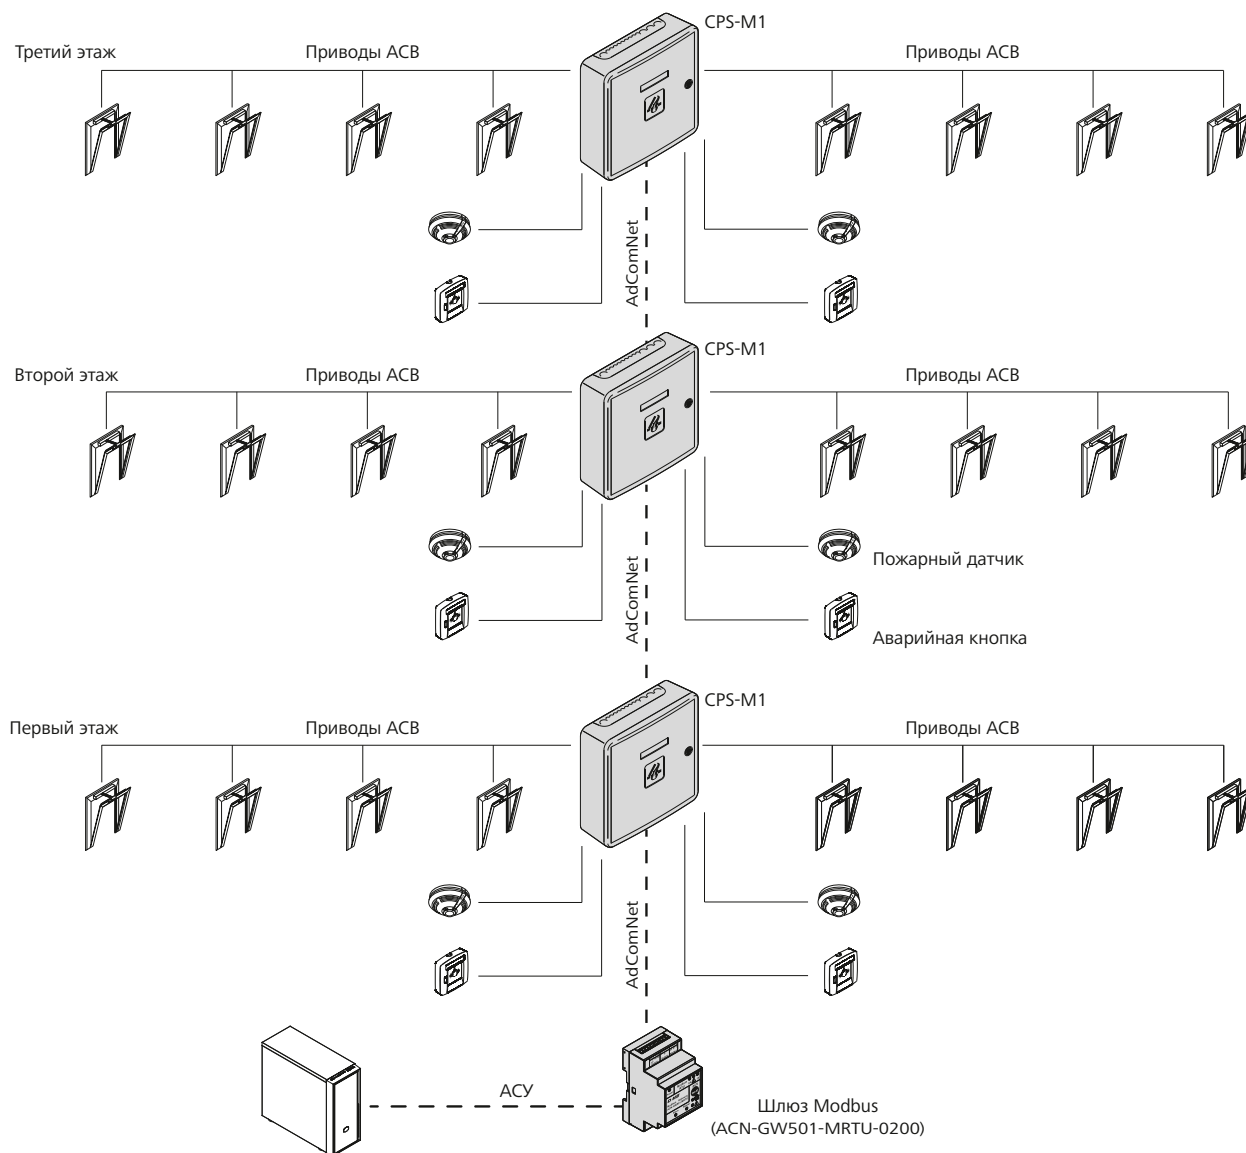 CPS-M1
Третий этаж
Приводы ACB
Приводы ACB
AdComNet
CPS-M1
Второй этаж
Приводы ACB
Приводы ACB
Пожарный датчик
AdComNet
Аварийная кнопка
CPS-M1
Первый этаж
Приводы ACB
Приводы ACB
AdComNet
АСУ
Шлюз Modbus
(ACN-GW501-MRTU-0200)